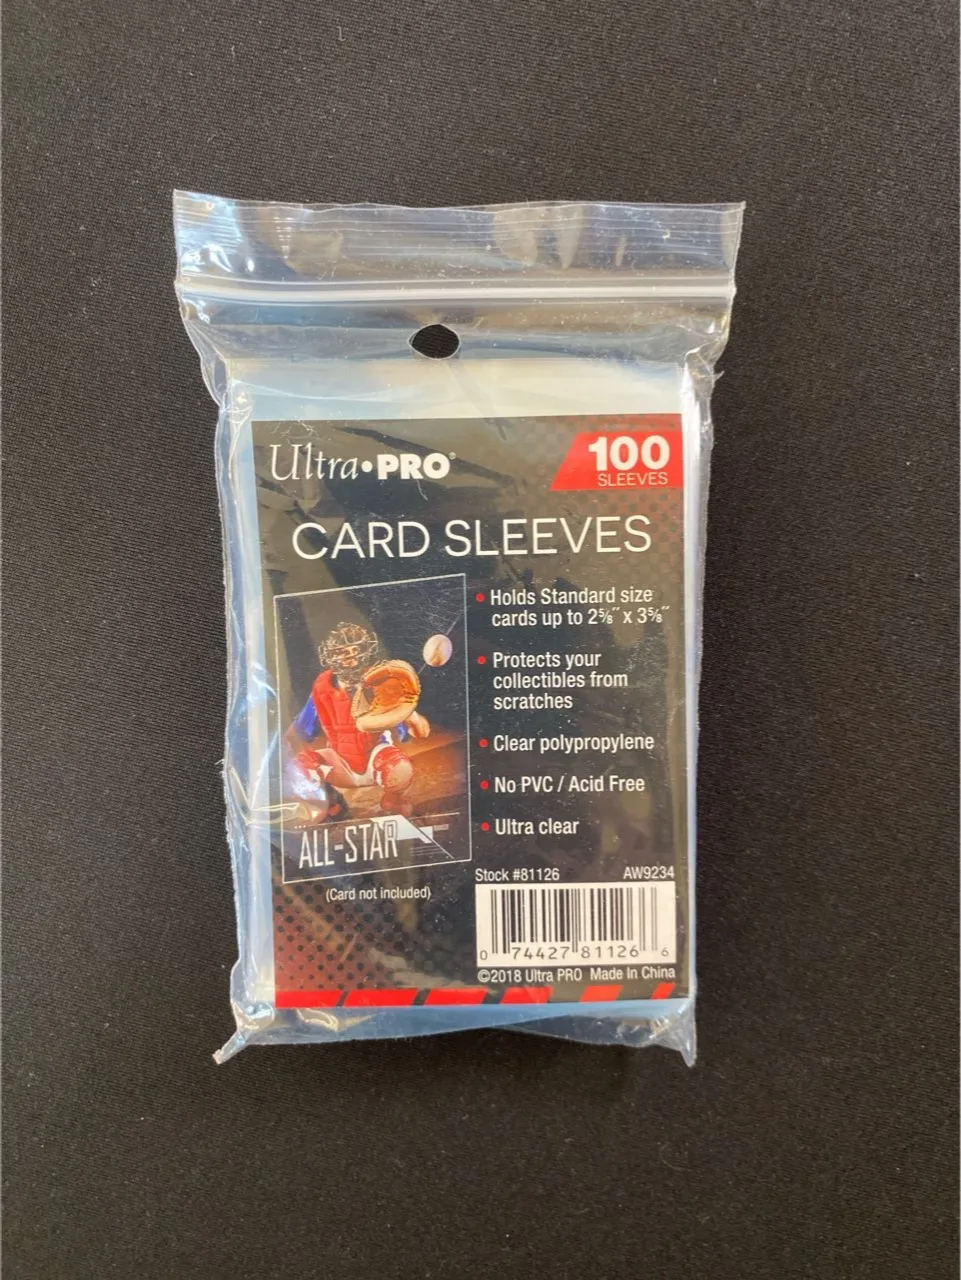 Ultra•PRO®
100
SLEEVES
CARD SLEEVES
• Holds Standard size
cards up to 2⅝" x 3⅝"
• Protects your
collectibles from
scratches
• Clear polypropylene
• No PVC / Acid Free
• Ultra clear
ALL-STAR
(Card not included)
Stock #81126 AW9234
0 74427 81126 6
©2018 Ultra PRO Made In China